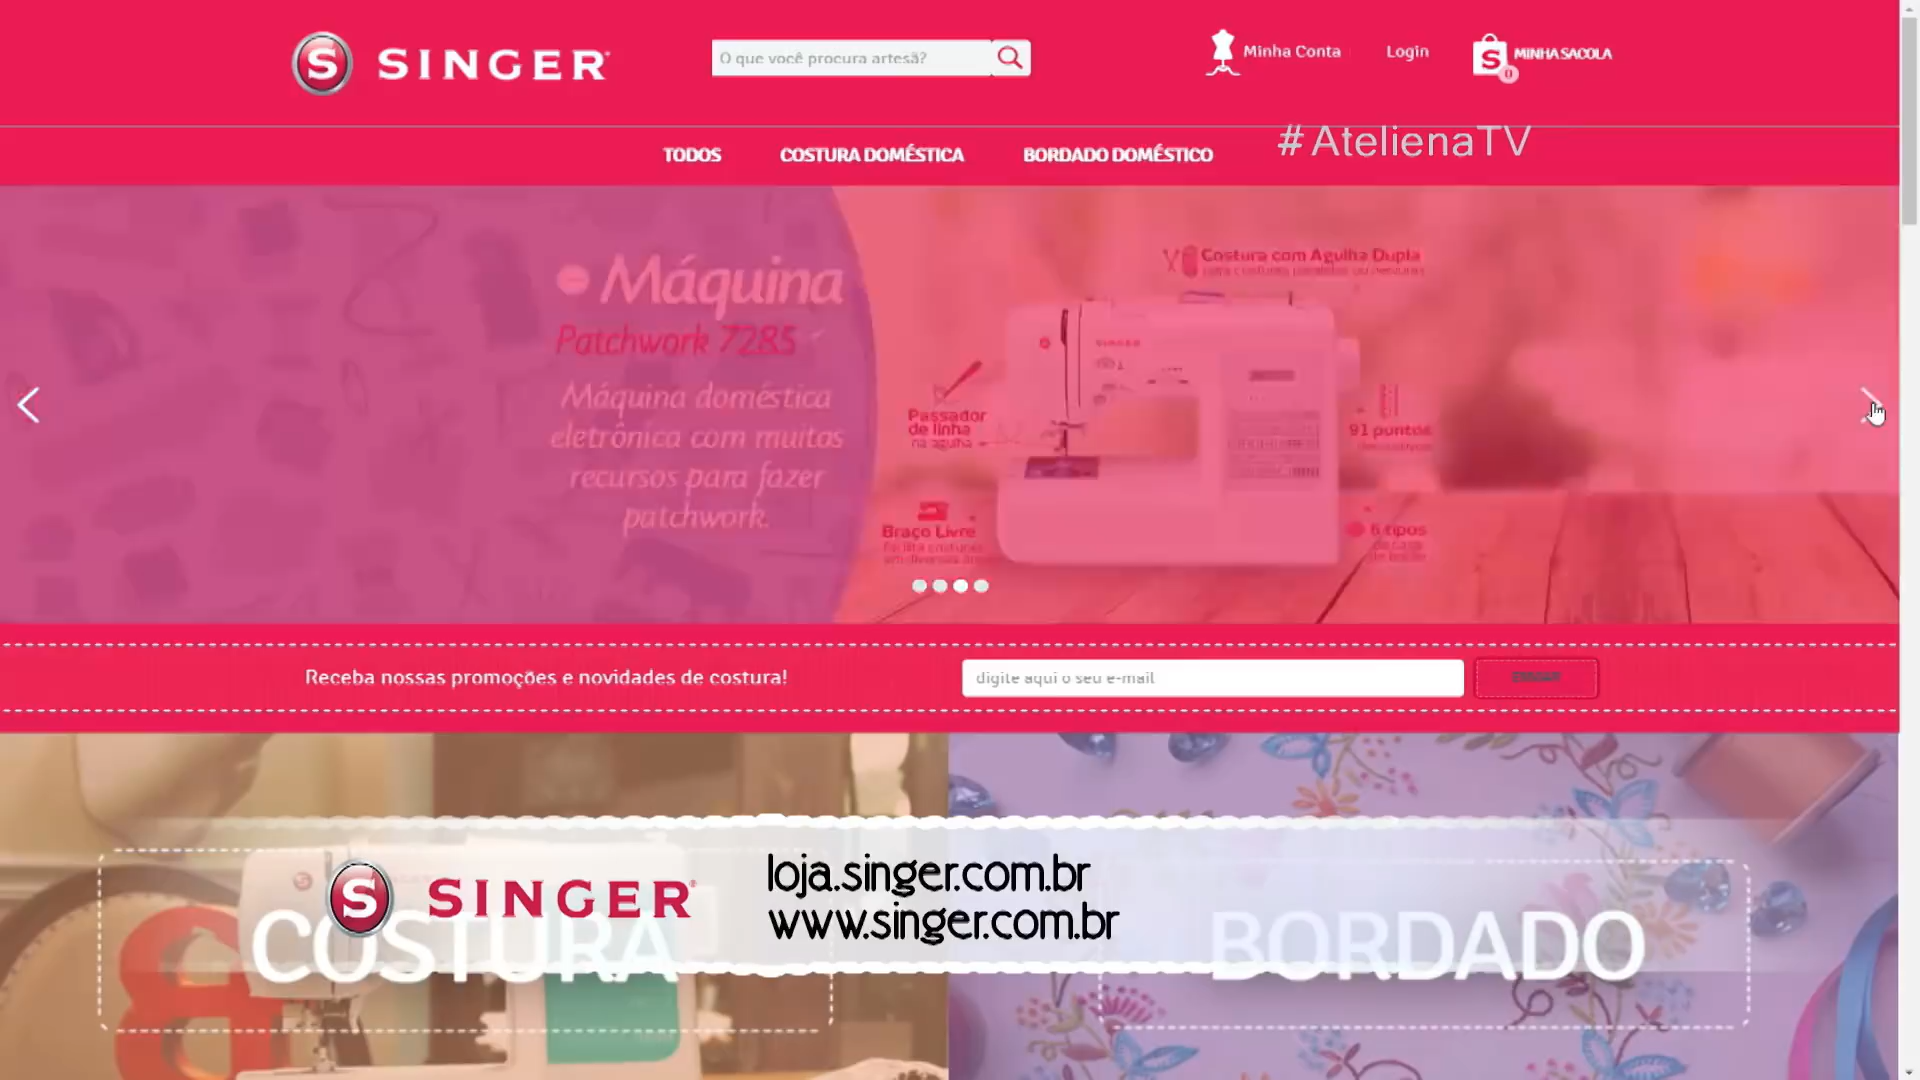 SINGER
O que você procura artesã?
Minha Conta
Login
MINHA SACOLA
0
#AtelienaTV
TODOS
COSTURA DOMÉSTICA
BORDADO DOMÉSTICO
Máquina
Patchwork 7285
Máquina doméstica
eletrônica com muitas
recursos para fazer
patchwork.
Costura com Agulha Dupla
Passador
de linha
na agulha
91 puntos
Braço Livre
6 tipos
Receba nossas promoções e novidades de costura!
digite aqui o seu e-mail
SINGER
loja.singer.com.br
www.singer.com.br
COSTURA
BORDADO